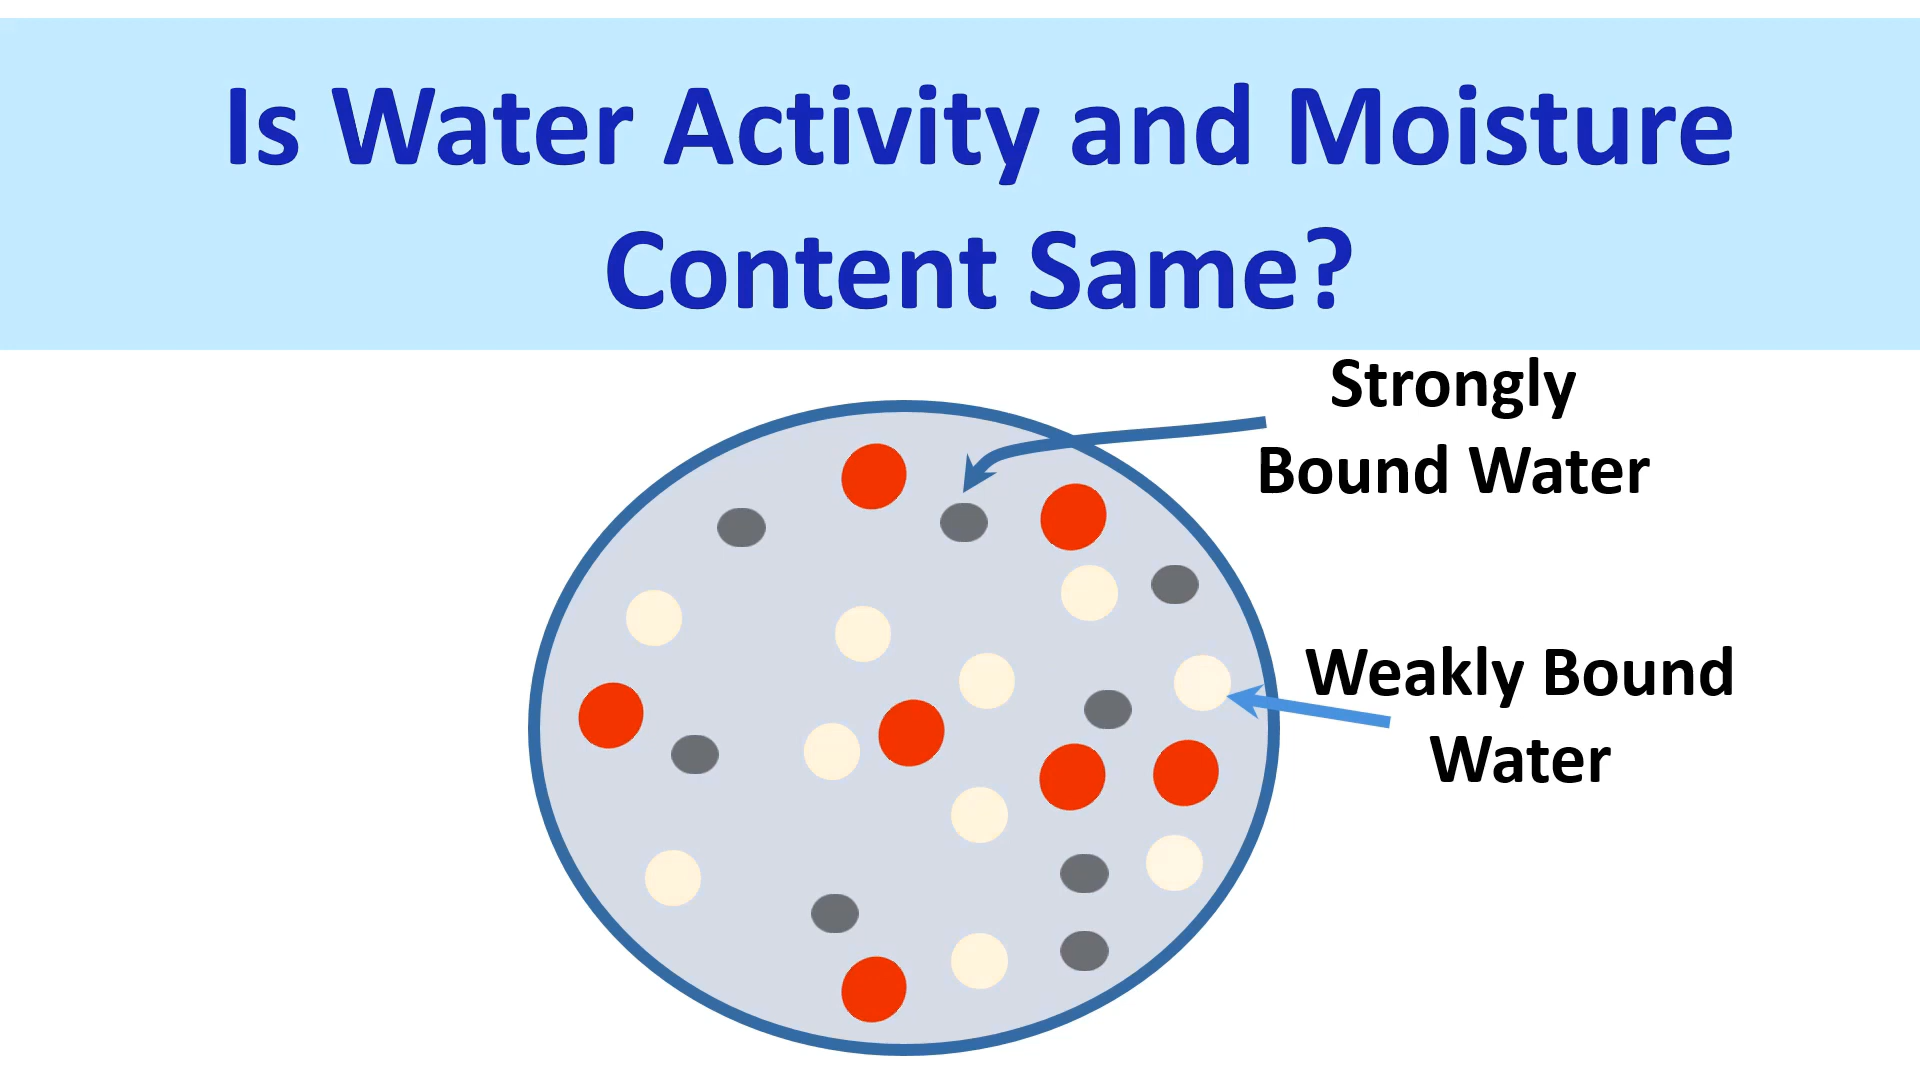 Is Water Activity and Moisture
Content Same?
Strongly
Bound Water
Weakly Bound
Water